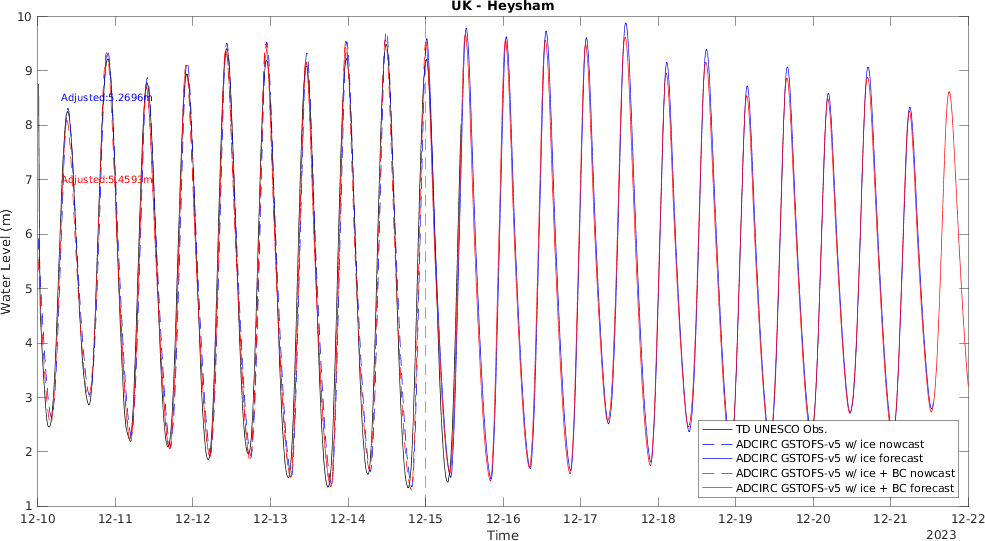 UK - Heysham
Water Level (m)
10
9
8
7
6
5
4
3
2
1
Adjusted:5.2696m
Adjusted:5.4593m
TD UNESCO Obs.
ADCIRC GSTOFS-v5 w/ ice nowcast
ADCIRC GSTOFS-v5 w/ ice forecast
ADCIRC GSTOFS-v5 w/ ice + BC nowcast
ADCIRC GSTOFS-v5 w/ ice + BC forecast
12-10 12-11 12-12 12-13 12-14 12-15 12-16 12-17 12-18 12-19 12-20 12-21 12-22
Time
2023